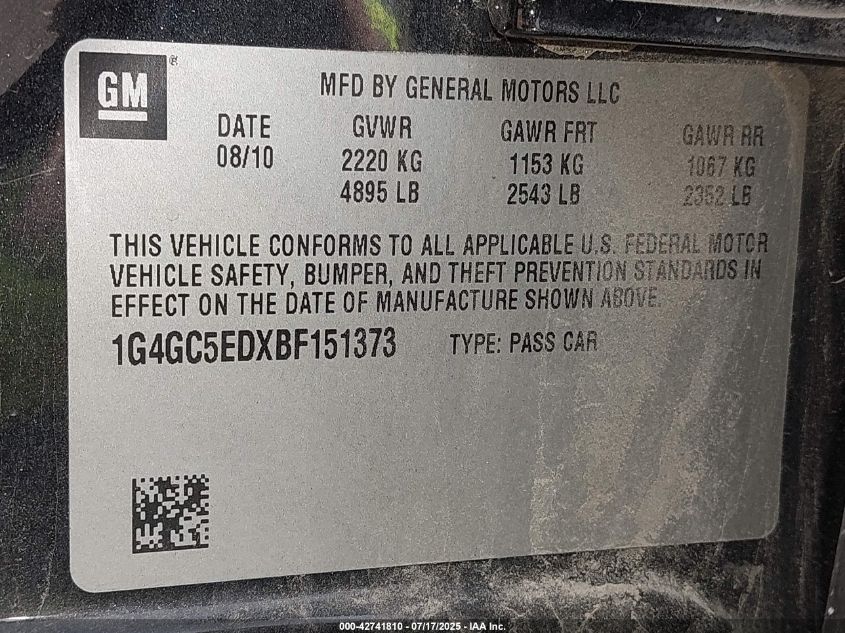 GM®
MFD BY GENERAL MOTORS LLC
DATE GVWR GAWR FRT GAWR RR
08/10 2220 KG 1153 KG 1067 KG
4895 LB 2543 LB 2352 LB
THIS VEHICLE CONFORMS TO ALL APPLICABLE U.S. FEDERAL MOTOR
VEHICLE SAFETY, BUMPER, AND THEFT PREVENTION STANDARDS IN
EFFECT ON THE DATE OF MANUFACTURE SHOWN ABOVE.
1G4GC5EDXBF151373 TYPE: PASS CAR
000-42741810 - 07/17/2025 - IAA Inc.